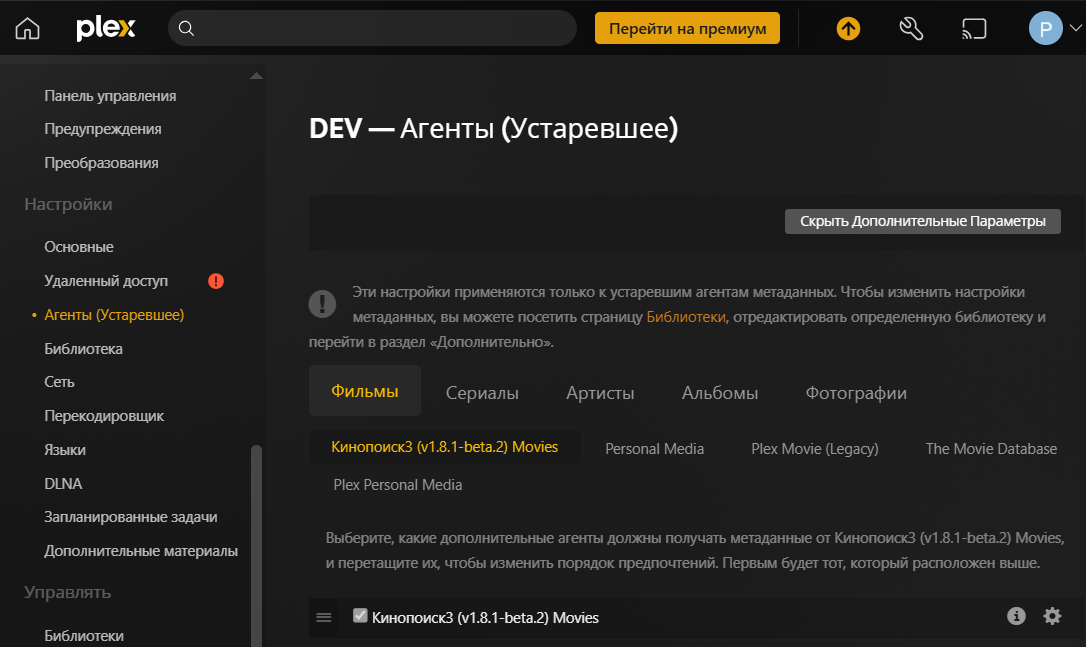 plex
Перейти на премиум
P
Панель управления
Предупреждения
Преобразования
Настройки
Основные
Удаленный доступ
Агенты (Устаревшее)
Библиотека
Сеть
Перекодировщик
Языки
DLNA
Запланированные задачи
Дополнительные материалы
Управлять
Библиотеки
DEV — Агенты (Устаревшее)
Скрыть Дополнительные Параметры
Эти настройки применяются только к устаревшим агентам метаданных. Чтобы изменить настройки
метаданных, вы можете посетить страницу Библиотеки, отредактировать определенную библиотеку и
перейти в раздел «Дополнительно».
Фильмы Сериалы Артисты Альбомы Фотографии
Кинопоиск3 (v1.8.1-beta.2) Movies Personal Media Plex Movie (Legacy) The Movie Database
Plex Personal Media
Выберите, какие дополнительные агенты должны получать метаданные от Кинопоиск3 (v1.8.1-beta.2) Movies,
и перетащите их, чтобы изменить порядок предпочтений. Первым будет тот, который расположен выше.
Кинопоиск3 (v1.8.1-beta.2) Movies